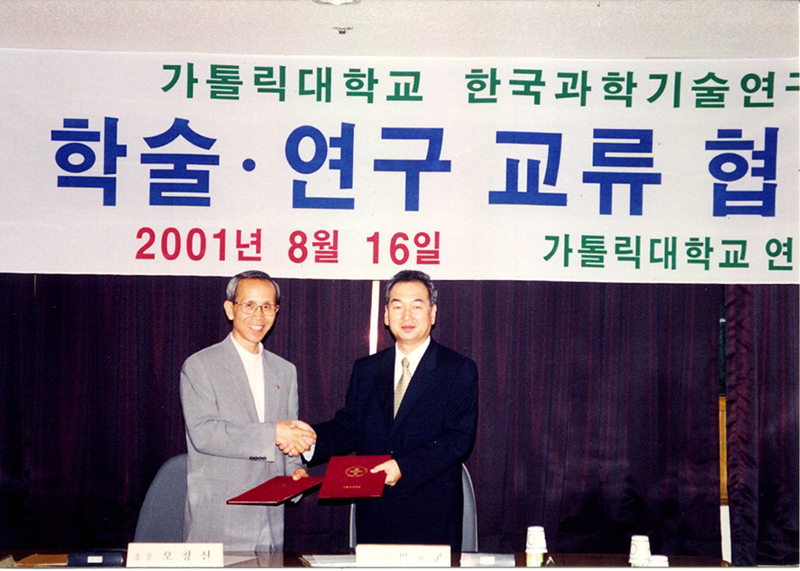 가톨릭대학교 한국과학기술연구
학술·연구 교류 협
2001년 8월 16일
가톨릭대학교 연
오창선